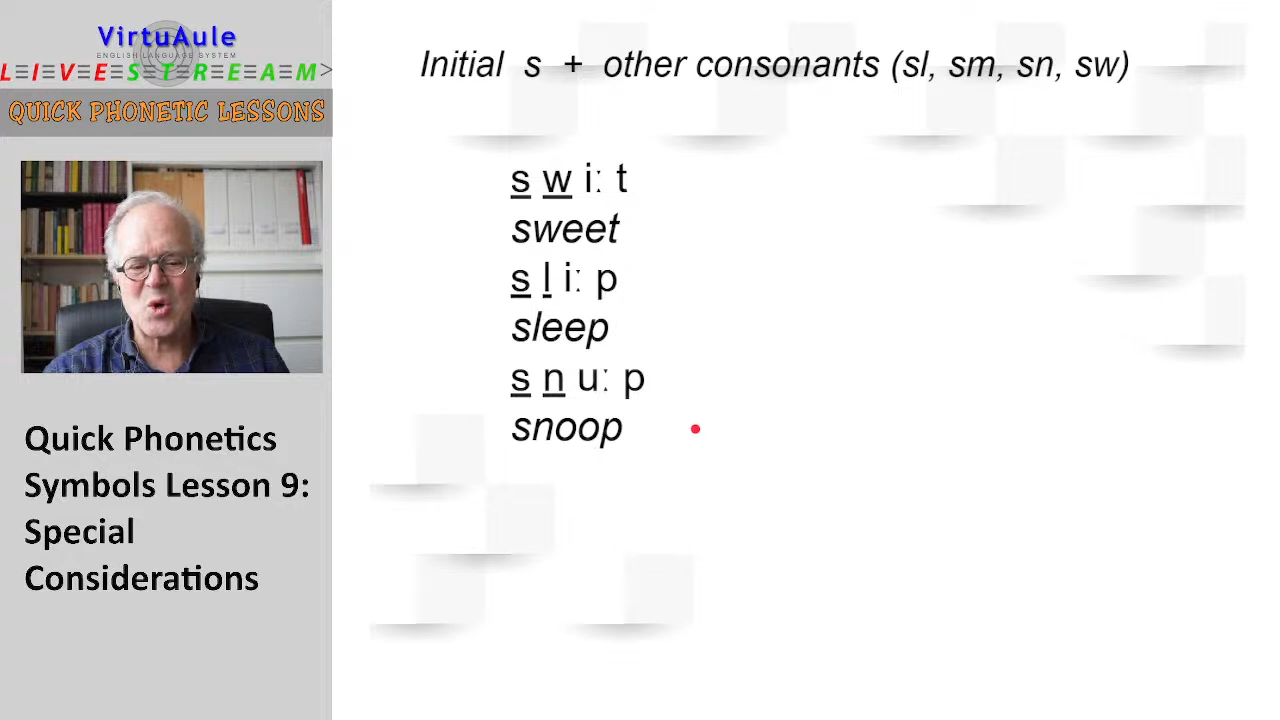 VirtuAule
ENGLISH LANGUAGE SYSTEM
LIVESTREAM>
QUICK PHONETIC LESSONS
Quick Phonetics
Symbols Lesson 9:
Special
Considerations
Initial s + other consonants (sl, sm, sn, sw)
s w iː t
sweet
s l iː p
sleep
s n uː p
snoop